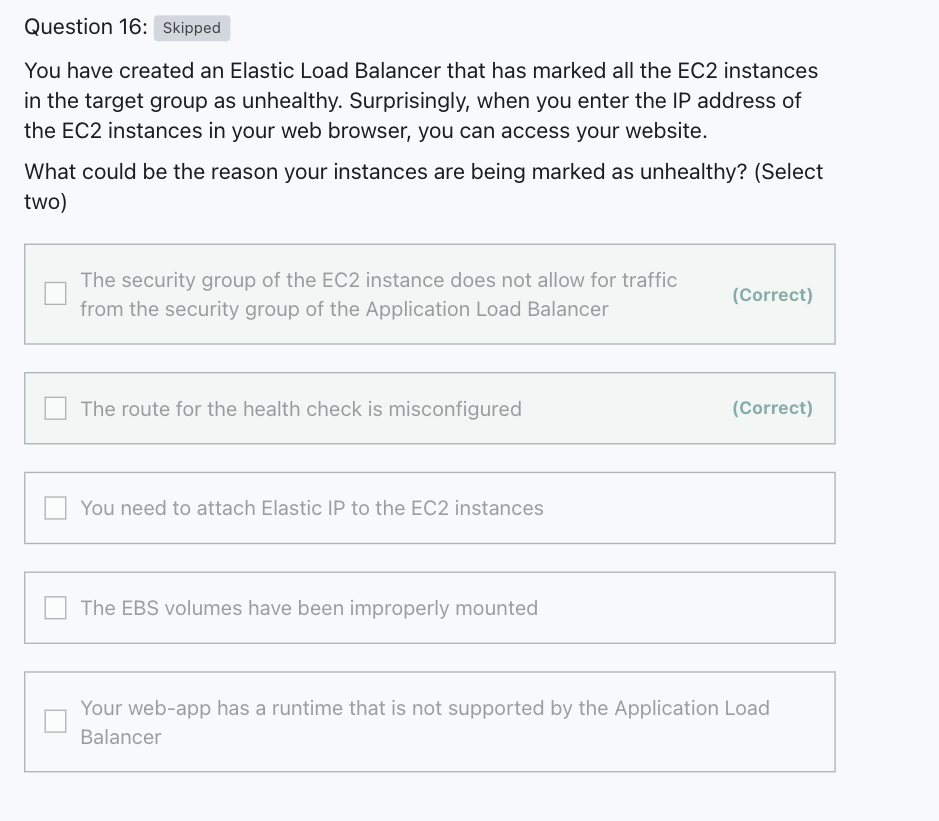 Question 16: Skipped
You have created an Elastic Load Balancer that has marked all the EC2 instances
in the target group as unhealthy. Surprisingly, when you enter the IP address of
the EC2 instances in your web browser, you can access your website.
What could be the reason your instances are being marked as unhealthy? (Select
two)
The security group of the EC2 instance does not allow for traffic
from the security group of the Application Load Balancer
(Correct)
The route for the health check is misconfigured (Correct)
You need to attach Elastic IP to the EC2 instances
The EBS volumes have been improperly mounted
Your web-app has a runtime that is not supported by the Application Load
Balancer